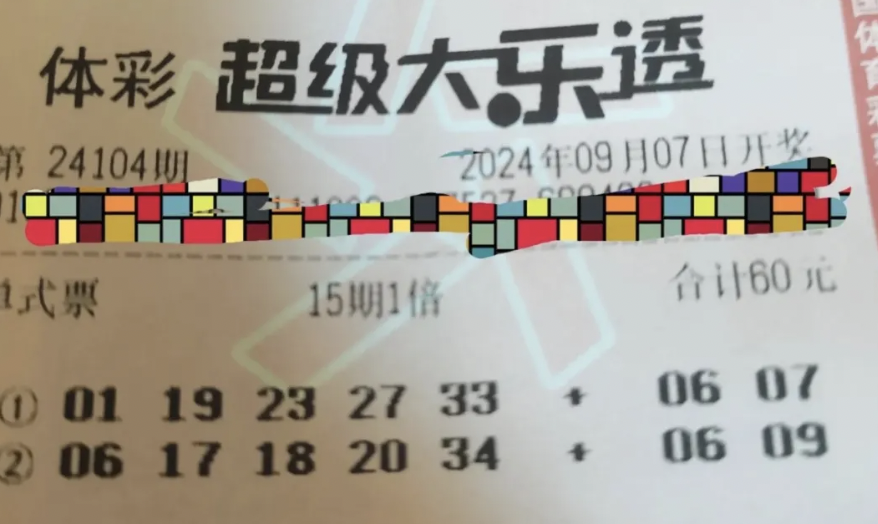 体彩 超级大乐透
第 24104期 2024年09月07日开奖
单式票 15期1倍 合计60元
① 01 19 23 27 33 + 06 07
② 06 17 18 20 34 + 06 09